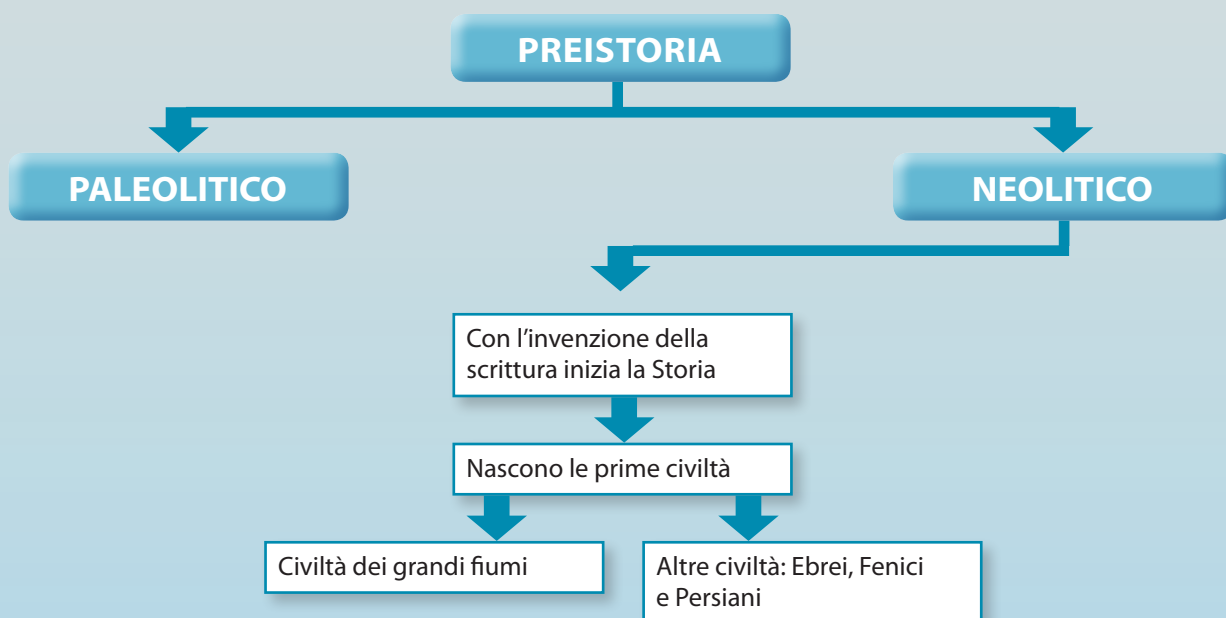 PREISTORIA
PALEOLITICO
NEOLITICO
Con l'invenzione della
scrittura inizia la Storia
Nascono le prime civiltà
Civiltà dei grandi fiumi
Altre civiltà: Ebrei, Fenici
e Persiani